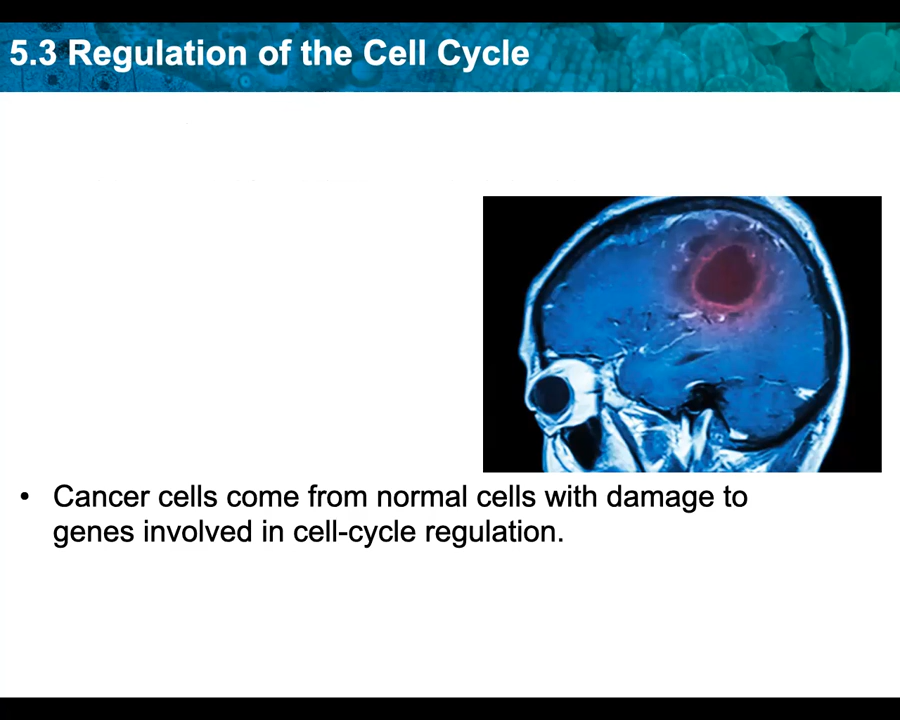 5.3 Regulation of the Cell Cycle
• Cancer cells come from normal cells with damage to
genes involved in cell-cycle regulation.